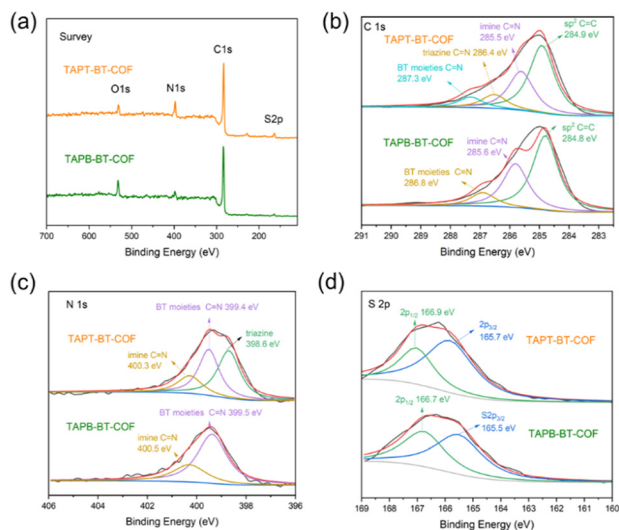 (a)
Survey
C1s
TAPT-BT-COF
O1s
N1s
S2p
TAPB-BT-COF
700 600 500 400 300 200
Binding Energy (eV)
(b)
C 1s
sp² C=C
284.9 eV
imine C=N
285.5 eV
TAPT-BT-COF
triazine C=N 286.4 eV
BT moieties C=N
287.3 eV
sp² C=C
284.8 eV
imine C=N
285.6 eV
TAPB-BT-COF
BT moieties C=N
286.8 eV
291 290 289 288 287 286 285 284 283
Binding Energy (eV)
(c)
N 1s
BT moieties C=N 399.4 eV
TAPT-BT-COF
triazine
398.6 eV
imine C=N
400.3 eV
BT moieties C=N 399.5 eV
TAPB-BT-COF
imine C=N
400.5 eV
406 404 402 400 398 396
Binding Energy (eV)
(d)
S 2p
2p1/2 166.9 eV
2p3/2
165.7 eV
TAPT-BT-COF
2p1/2 166.7 eV
S2p3/2
165.5 eV
TAPB-BT-COF
169 168 167 166 165 164 163 162 161 160
Binding Energy (eV)